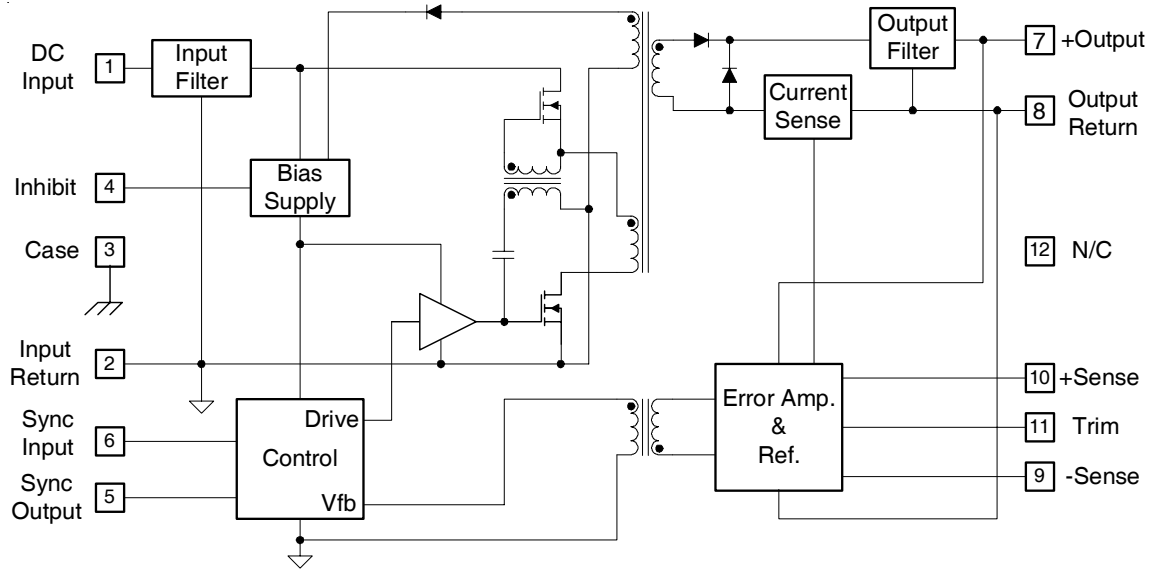 DC
Input
1
Input
Filter
Output
Filter
7
+Output
Current
Sense
8
Output
Return
Inhibit
4
Bias
Supply
Case
3
12
N/C
Input
Return
2
Error Amp.
&
Ref.
10
+Sense
Sync
Input
6
Drive
Control
Vfb
11
Trim
Sync
Output
5
9
-Sense